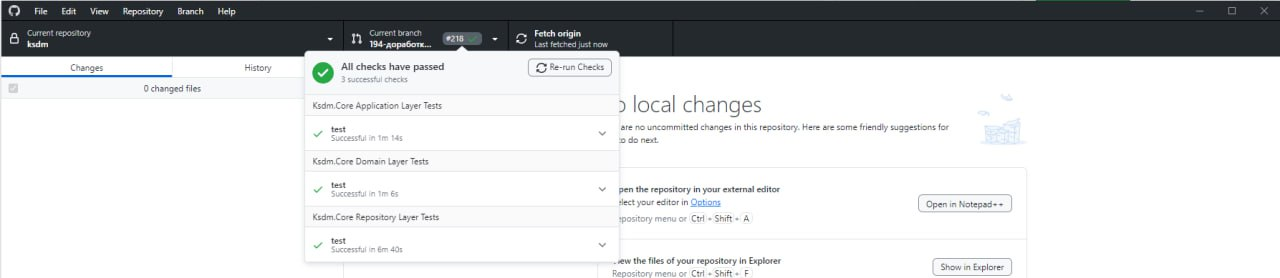 File Edit View Repository Branch Help
Current repository
ksdm
Current branch
194-доработк... #218
Fetch origin
Last fetched just now
Changes
History
0 changed files
All checks have passed
3 successful checks
Re-run Checks
Ksdm.Core Application Layer Tests
test
Successful in 1m 14s
Ksdm.Core Domain Layer Tests
test
Successful in 1m 6s
Ksdm.Core Repository Layer Tests
test
Successful in 6m 40s
local changes
are no uncommitted changes in this repository. Here are some friendly suggestions for
to do next.
pen the repository in your external editor
elect your editor in Options
epository menu or Ctrl + Shift + A
Open in Notepad++
iew the files of your repository in Explorer
Repository menu or Ctrl + Shift + F
Show in Explorer